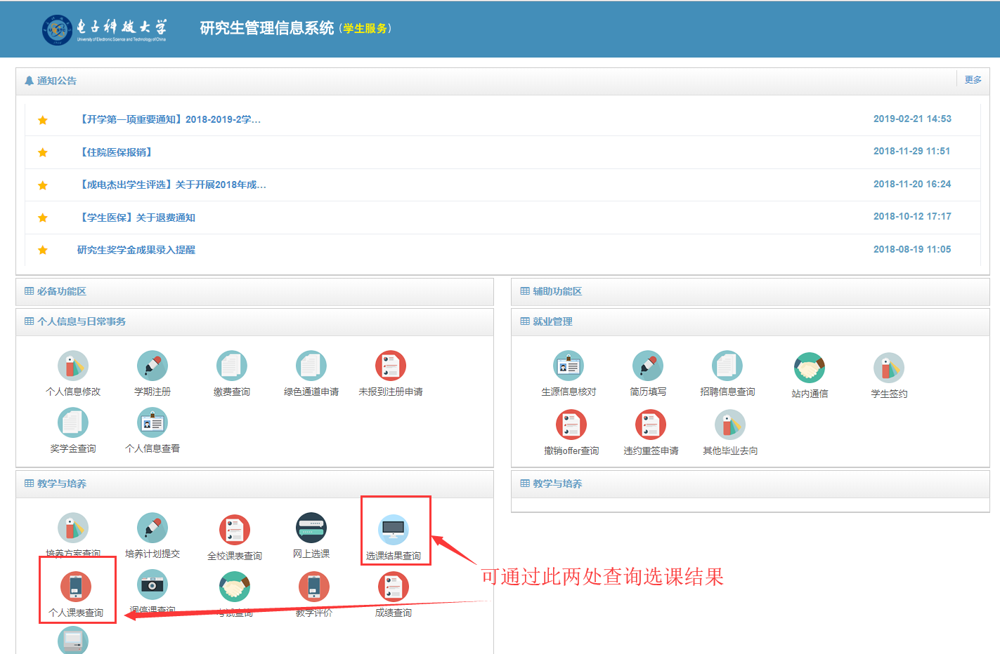 电子科技大学
University of Electronic Science and Technology of China
研究生管理信息系统（学生服务）
通知公告
更多
【开学第一项重要通知】2018-2019-2学...
2019-02-21 14:53
【住院医保报销】
2018-11-29 11:51
【成电杰出学生评选】关于开展2018年成...
2018-11-20 16:24
【学生医保】关于退费通知
2018-10-12 17:17
研究生奖学金成果录入提醒
2018-08-19 11:05
必备功能区
辅助功能区
个人信息与日常事务
个人信息修改 学期注册 缴费查询 绿色通道申请 未报到注册申请
奖学金查询 个人信息查看
就业管理
生源信息核对 简历填写 招聘信息查询 站内通信 学生签约
撤销offer查询 违约重签申请 其他毕业去向
教学与培养
培养方案查询 培养计划提交 全校课表查询 网上选课 选课结果查询
个人课表查询 调停课查询 考试查询 教学评价 成绩查询
教学与培养
可通过此两处查询选课结果